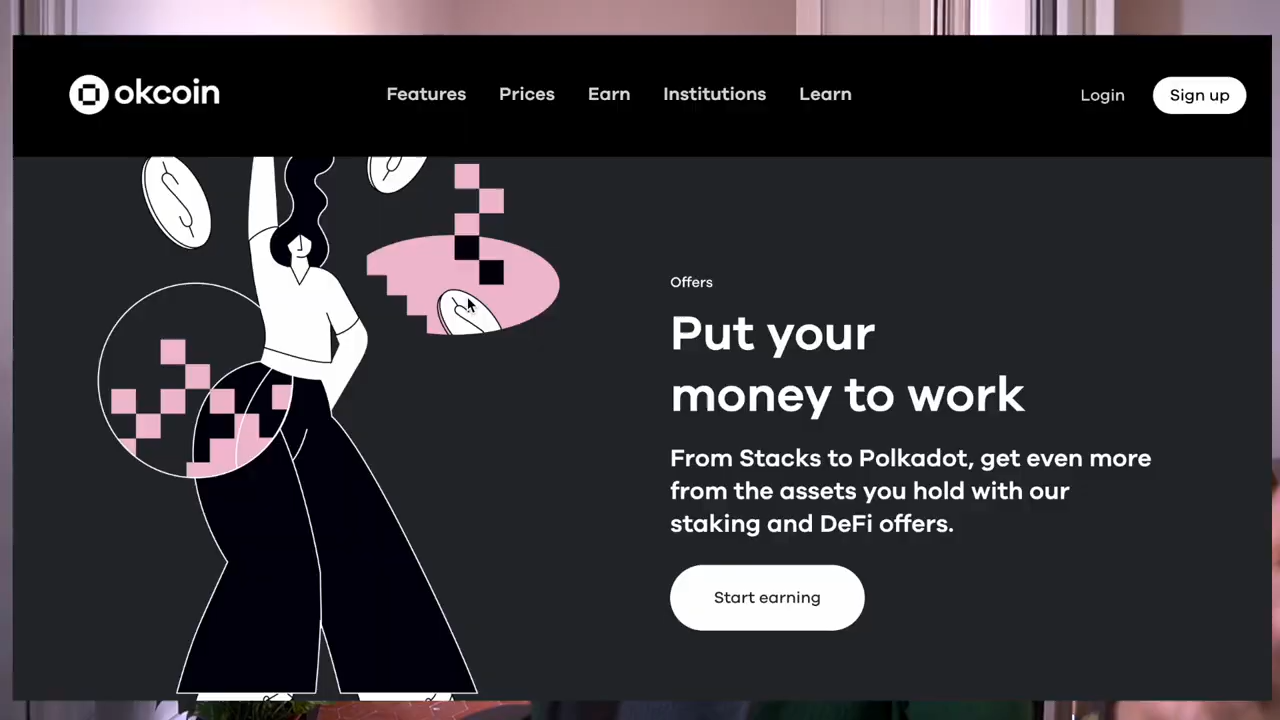 okcoin
Features Prices Earn Institutions Learn
Login Sign up
Offers
Put your
money to work
From Stacks to Polkadot, get even more
from the assets you hold with our
staking and DeFi offers.
Start earning